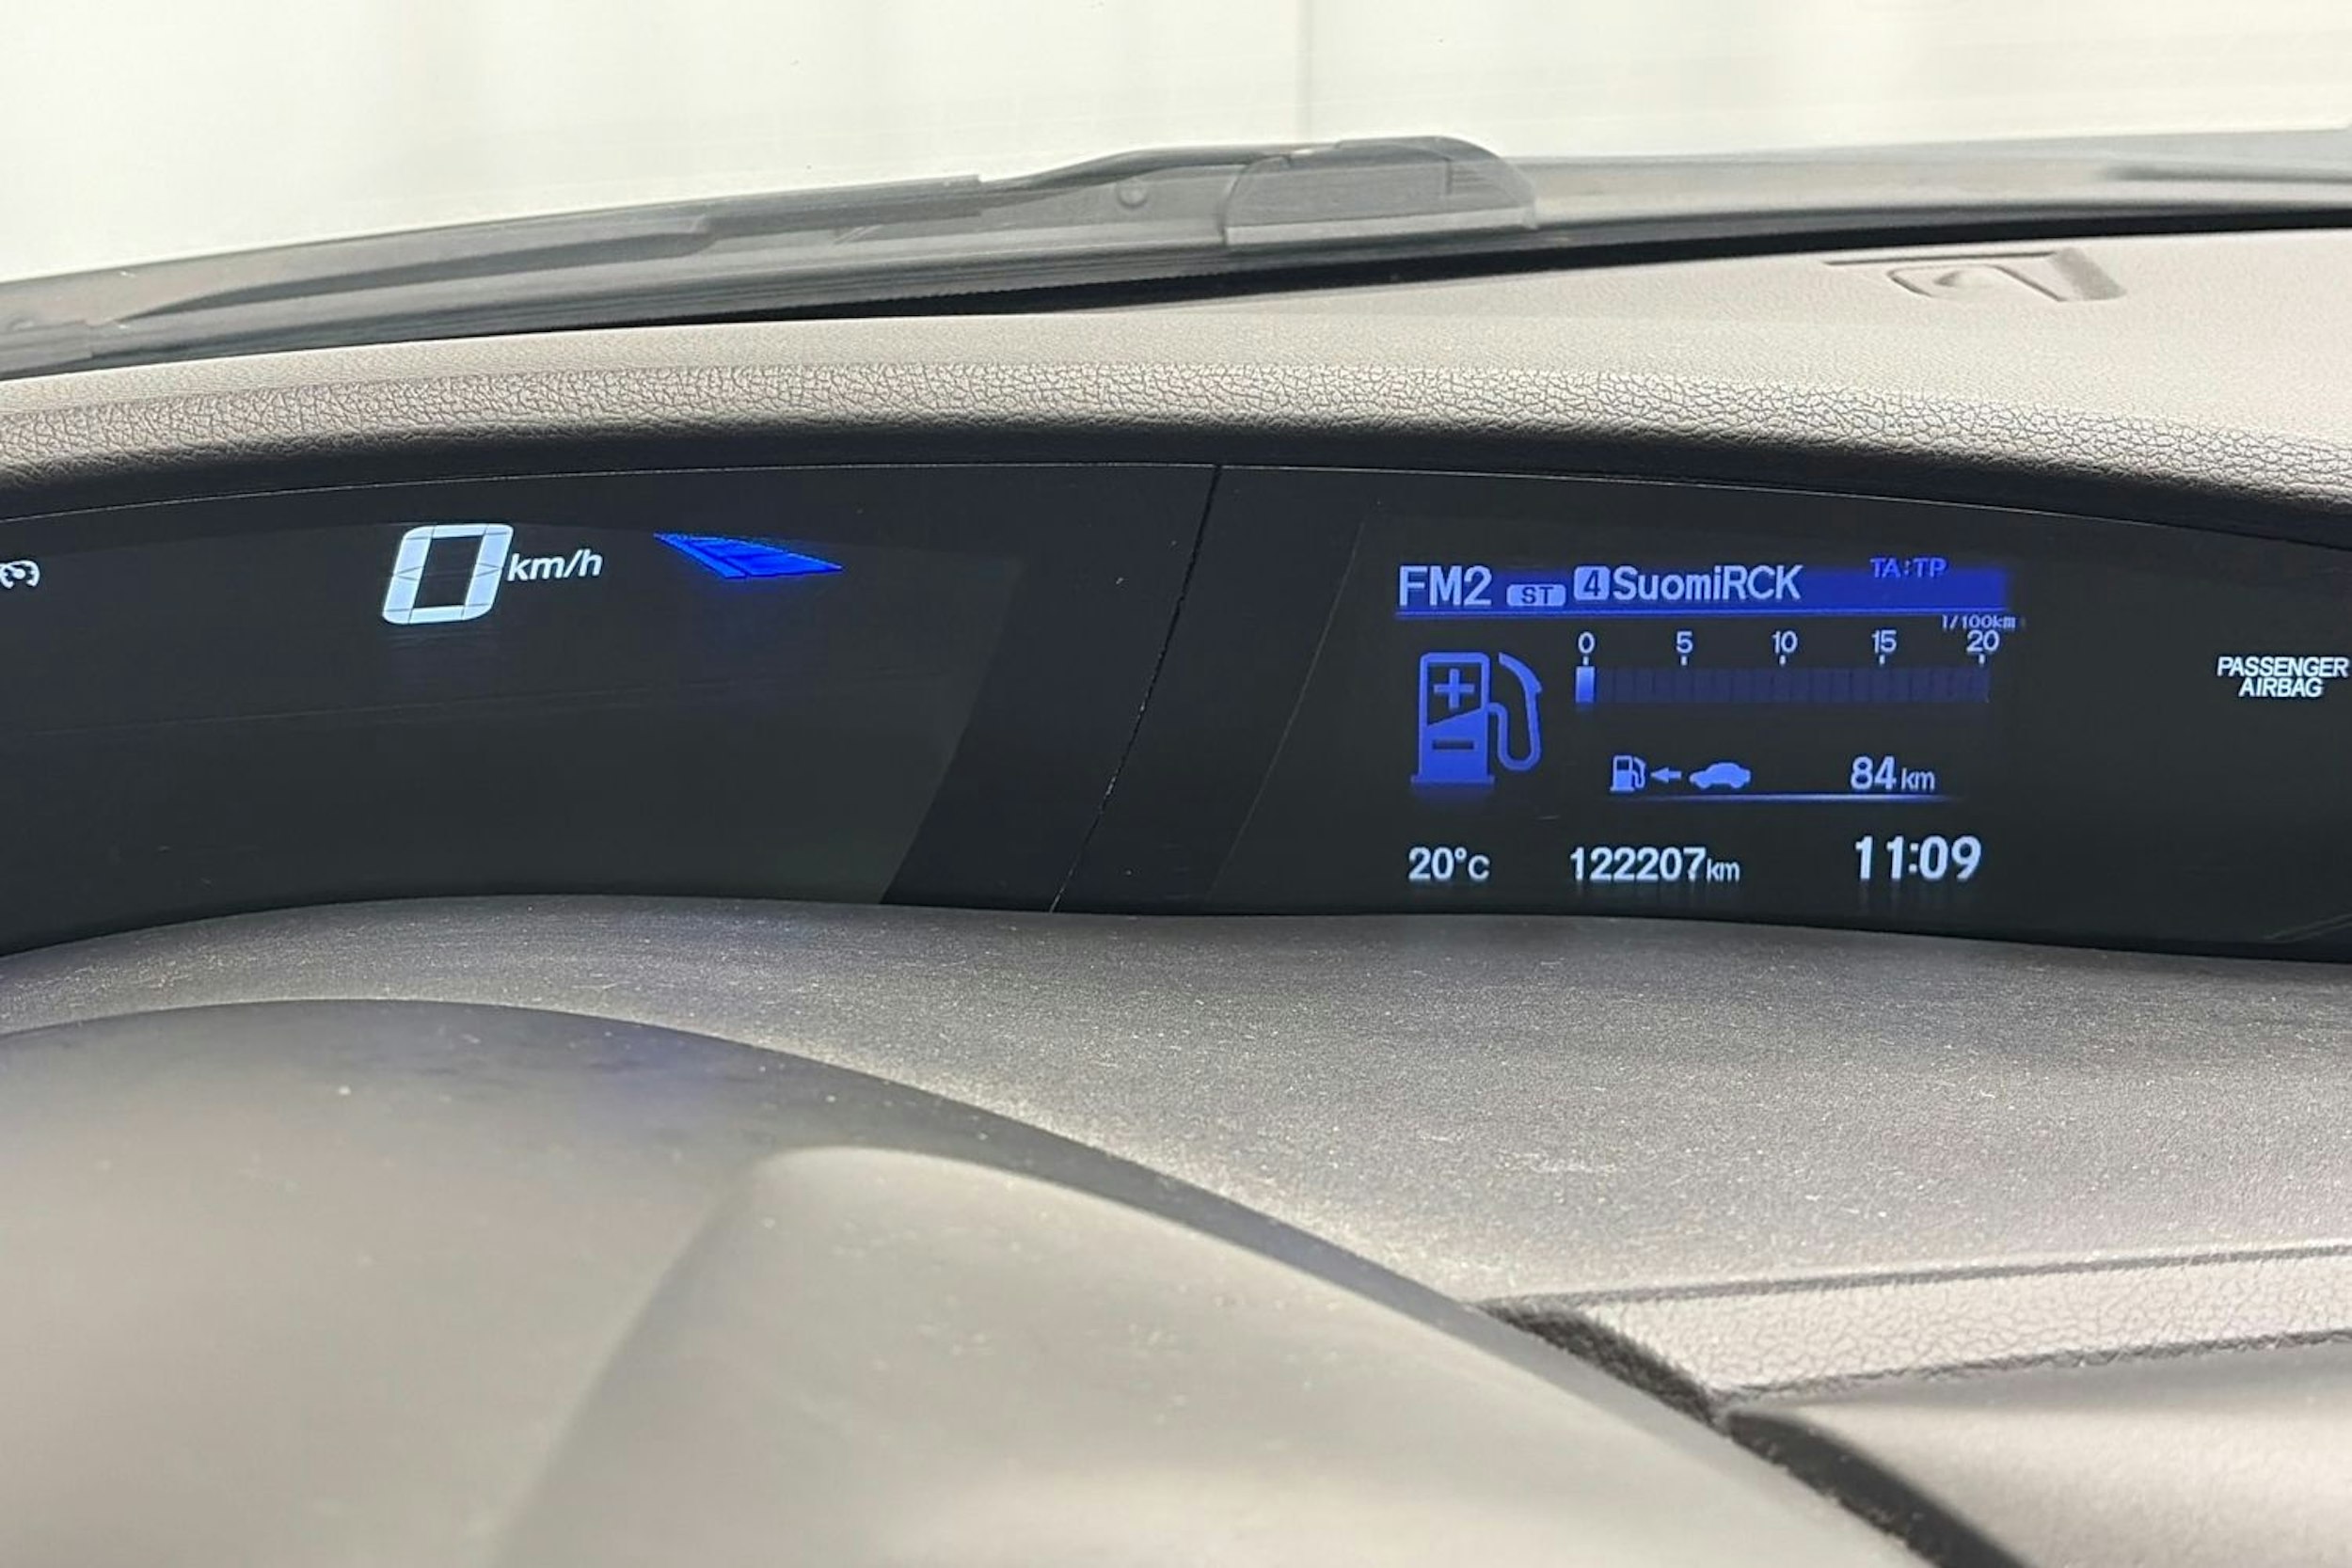 0 km/h
FM2 ST 4 SuomiRCK TA:TP
l/100km
0 5 10 15 20
+
-
84 km
20°C 122207 km 11:09
PASSENGER
AIRBAG